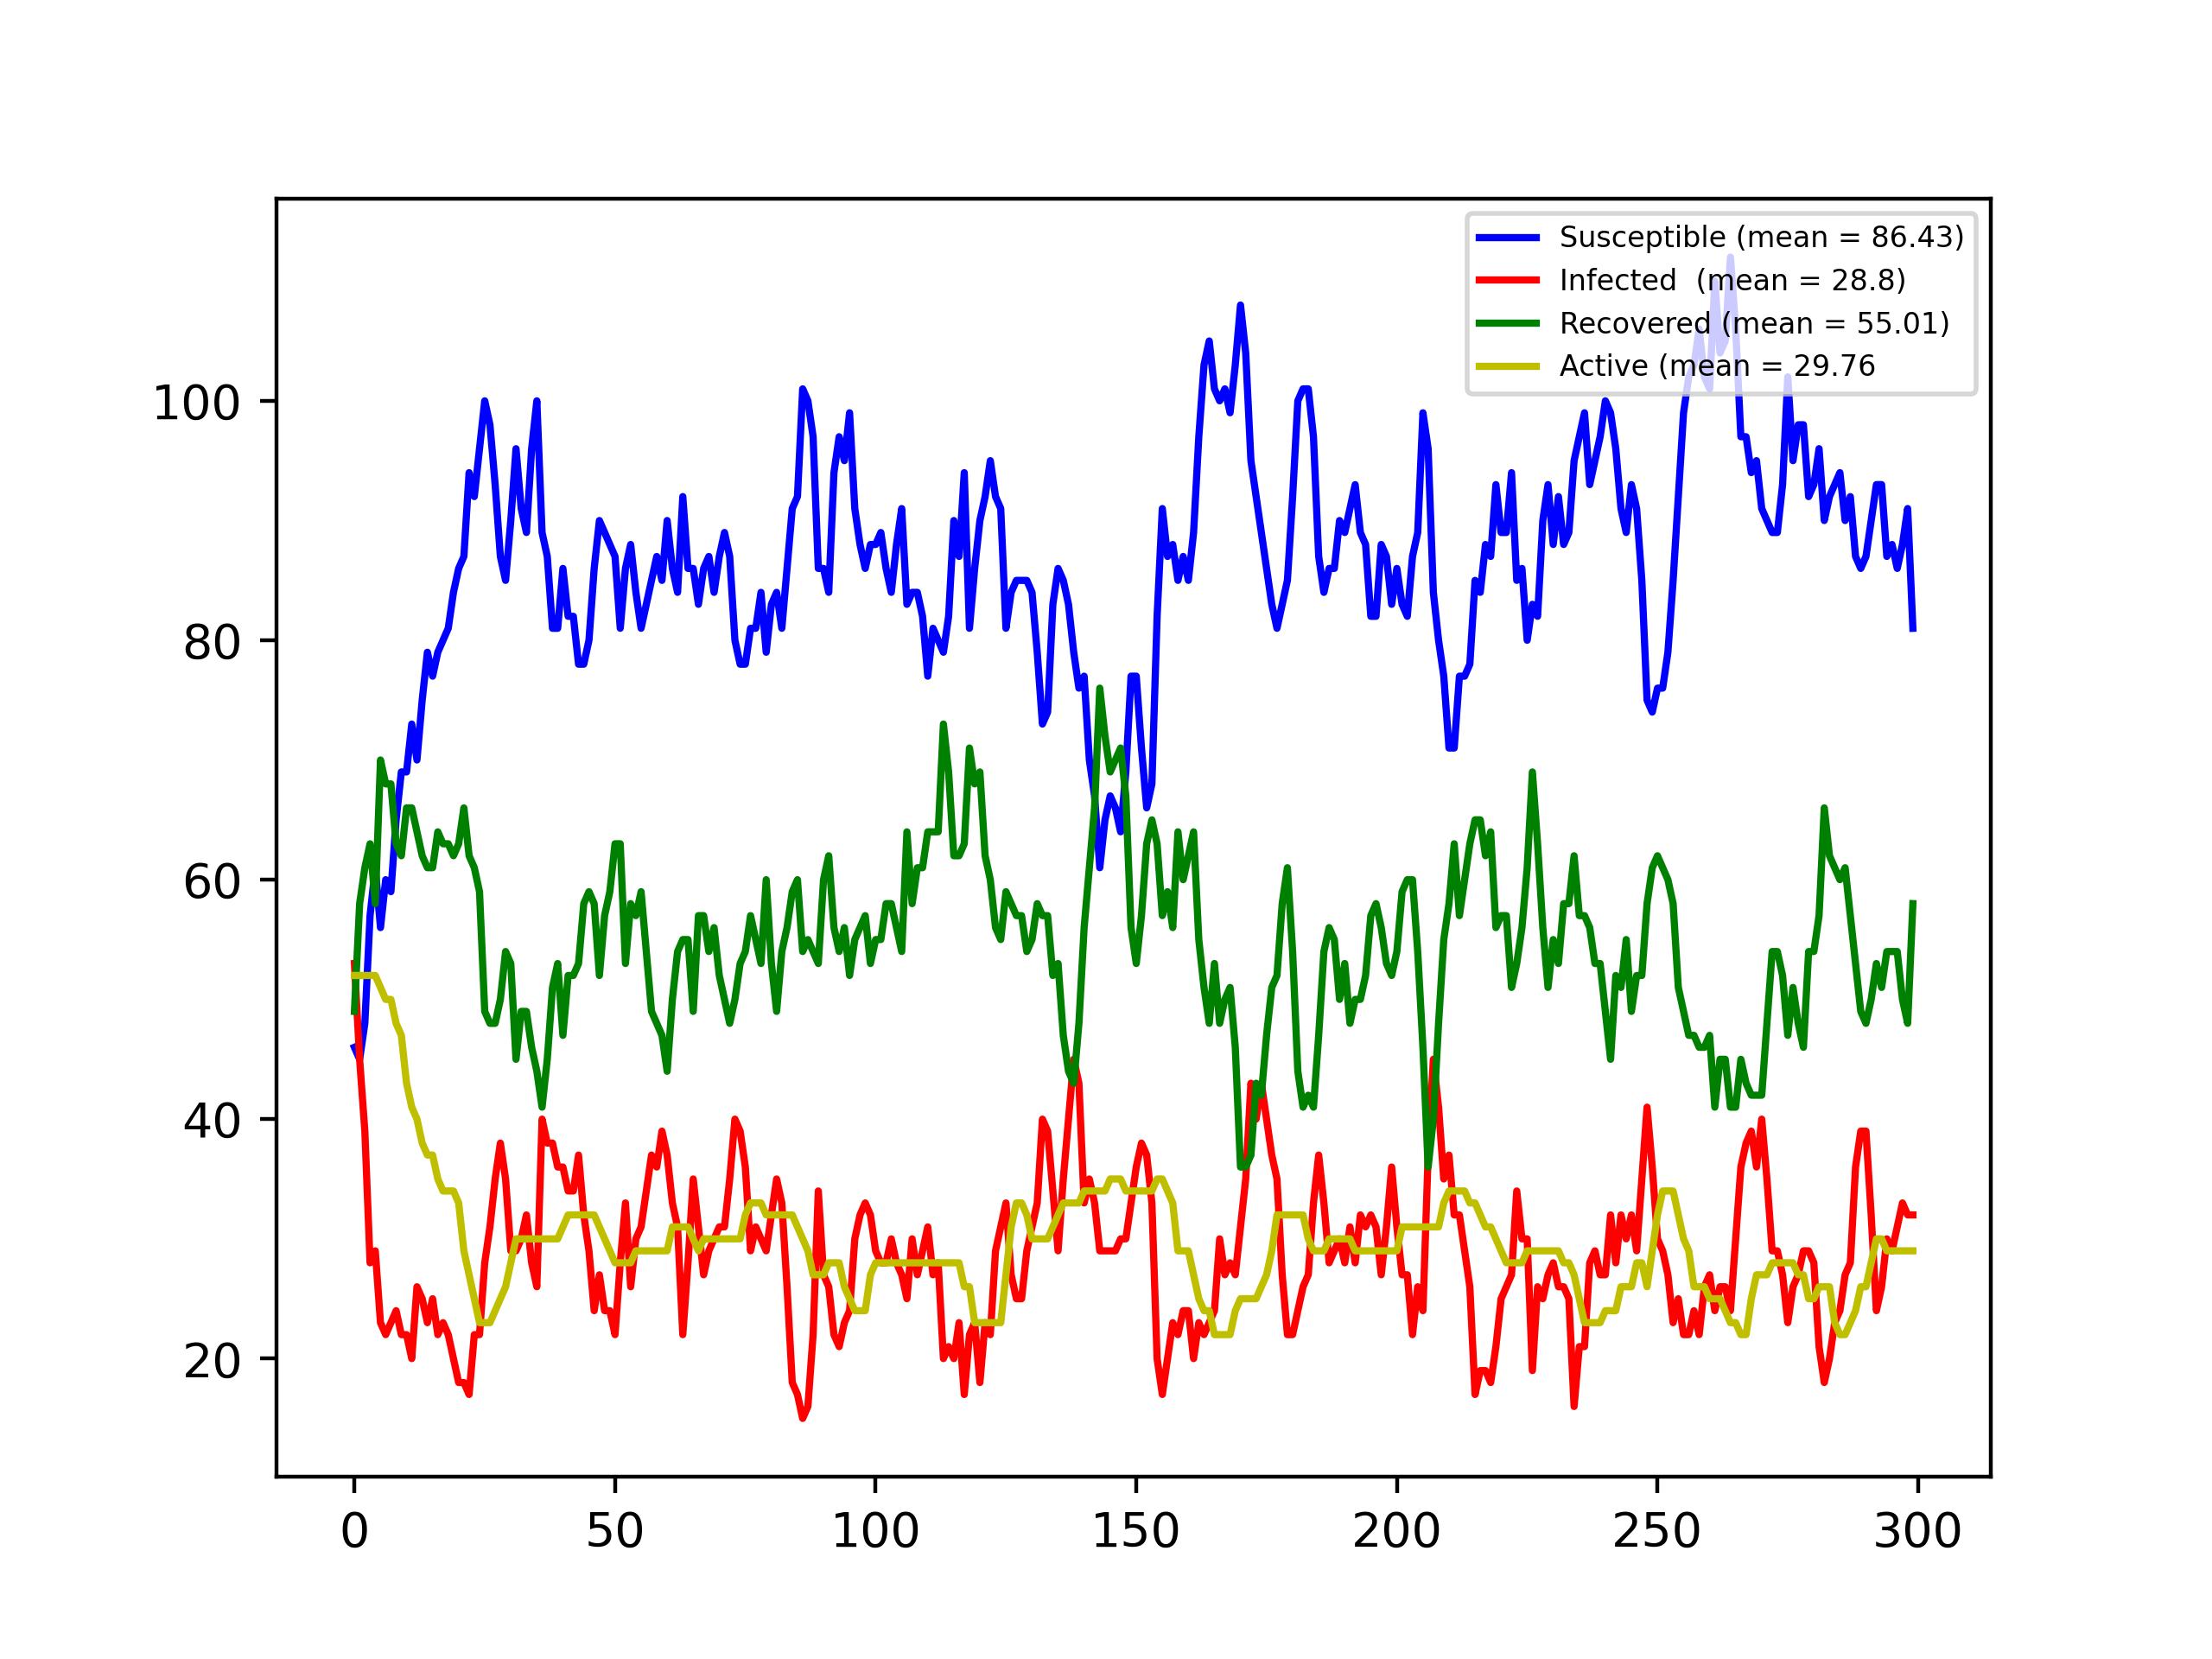 Susceptible (mean = 86.43)
Infected  (mean = 28.8)
Recovered (mean = 55.01)
Active (mean = 29.76
100
80
60
40
20
0 50 100 150 200 250 300